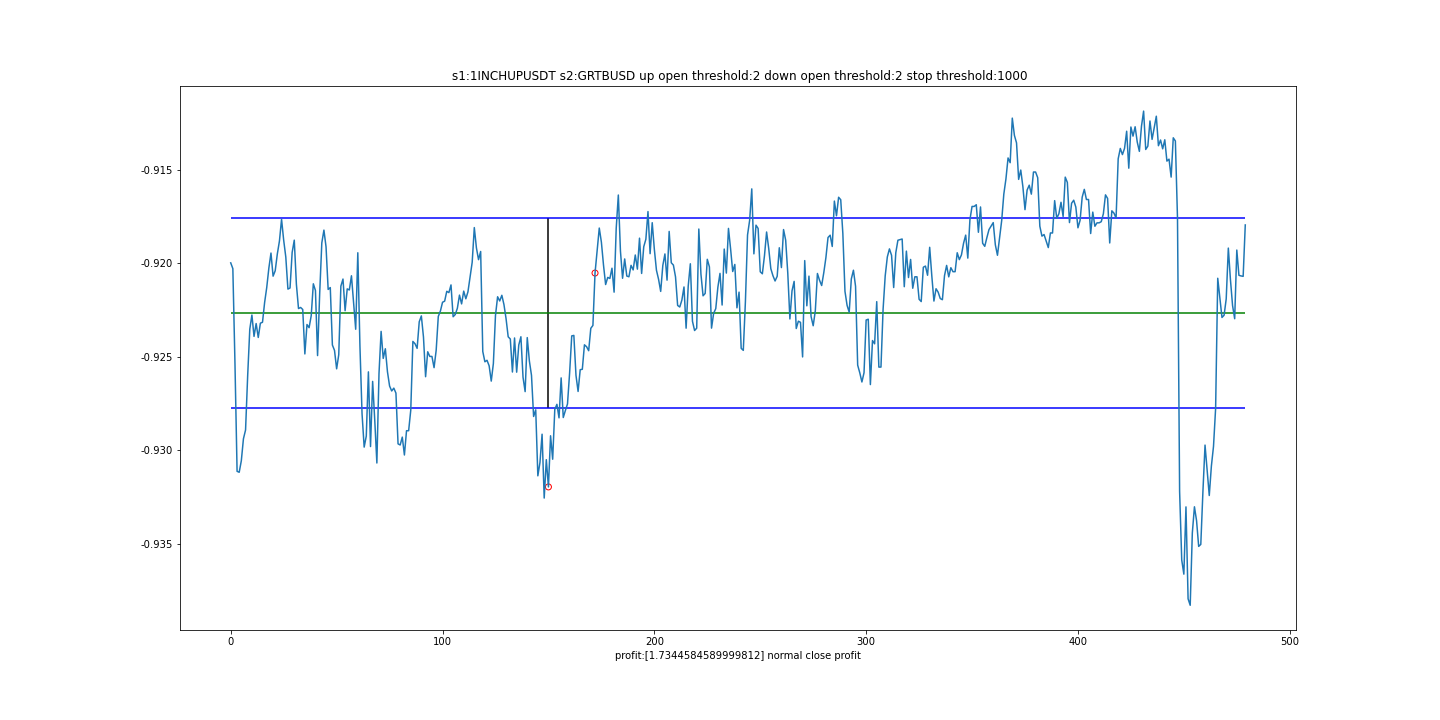 s1:1INCHUPUSDT s2:GRTBUSD up open threshold:2 down open threshold:2 stop threshold:1000
-0.915
-0.920
-0.925
-0.930
-0.935
0 100 200 300 400 500
profit:[1.7344584589999812] normal close profit